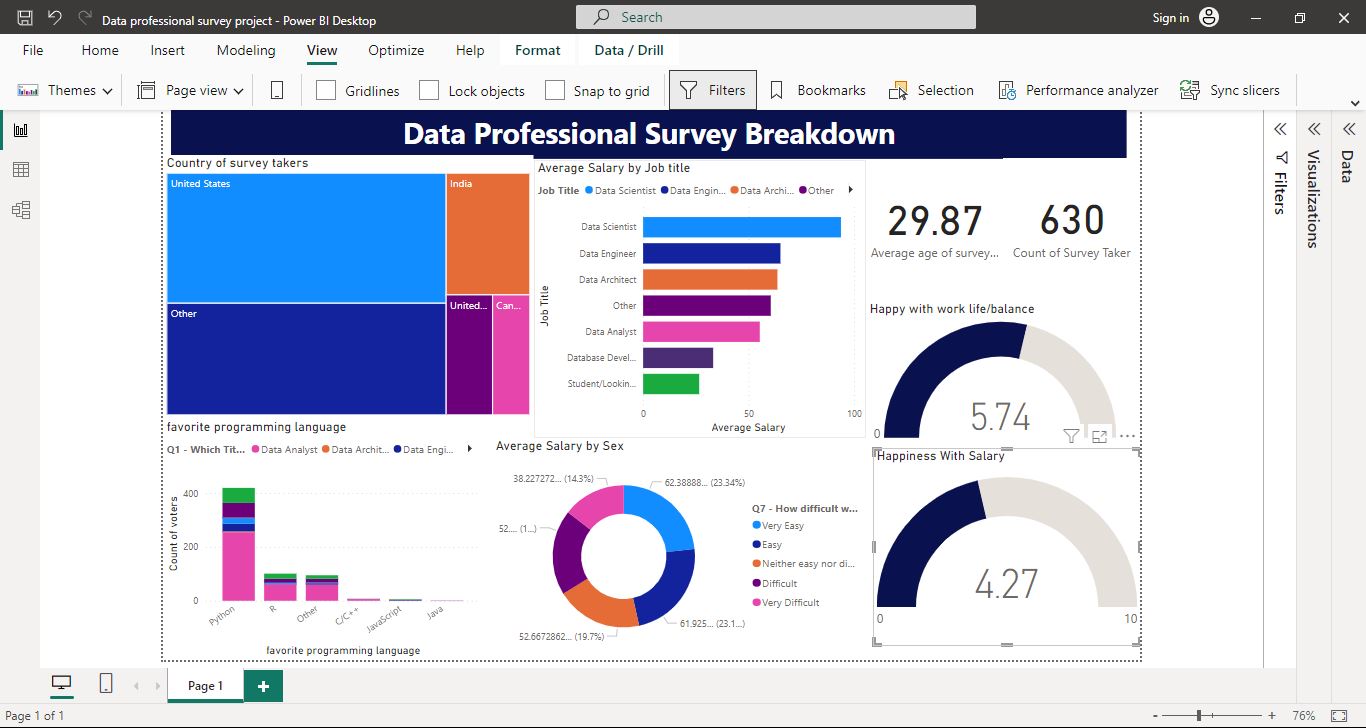 Data professional survey project - Power BI Desktop
Search
Sign in
File Home Insert Modeling View Optimize Help Format Data / Drill
Themes Page view Gridlines Lock objects Snap to grid Filters Bookmarks Selection Performance analyzer Sync slicers
Data Professional Survey Breakdown
Country of survey takers
United States
India
Other
United...
Can...
Average Salary by Job title
Job Title Data Scientist Data Engin... Data Archi... Other
Job Title
Data Scientist
Data Engineer
Data Architect
Other
Data Analyst
Database Devel...
Student/Lookin...
0 50 100
Average Salary
29.87
Average age of survey...
630
Count of Survey Taker
Happy with work life/balance
5.74
0
favorite programming language
Q1 - Which Tit... Data Analyst Data Archit... Data Engi...
Count of voters
400
200
0
Python R Other C/C++ JavaScript Java
favorite programming language
Average Salary by Sex
38.227272... (14.3%)
62.38888... (23.34%)
52.... (1...)
52.6672862... (19.7%)
61.925... (23.1...)
Q7 - How difficult w...
Very Easy
Easy
Neither easy nor di...
Difficult
Very Difficult
Happiness With Salary
4.27
0 10
Filters
Visualizations
Data
Page 1
Page 1 of 1
- + 76%